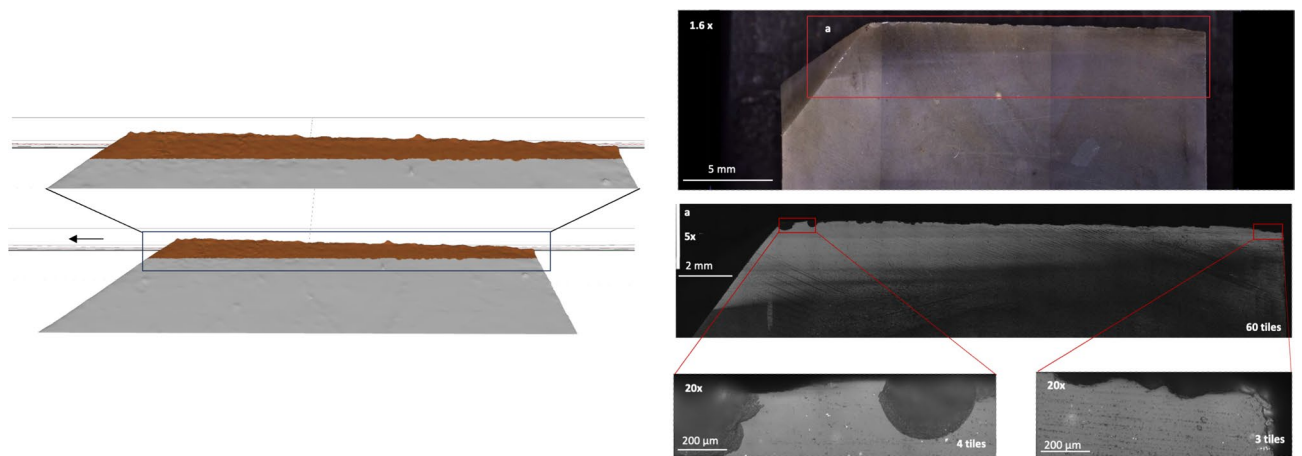 1.6 x
a
5 mm
a
5x
2 mm
60 tiles
20x
200 µm
4 tiles
20x
200 µm
3 tiles